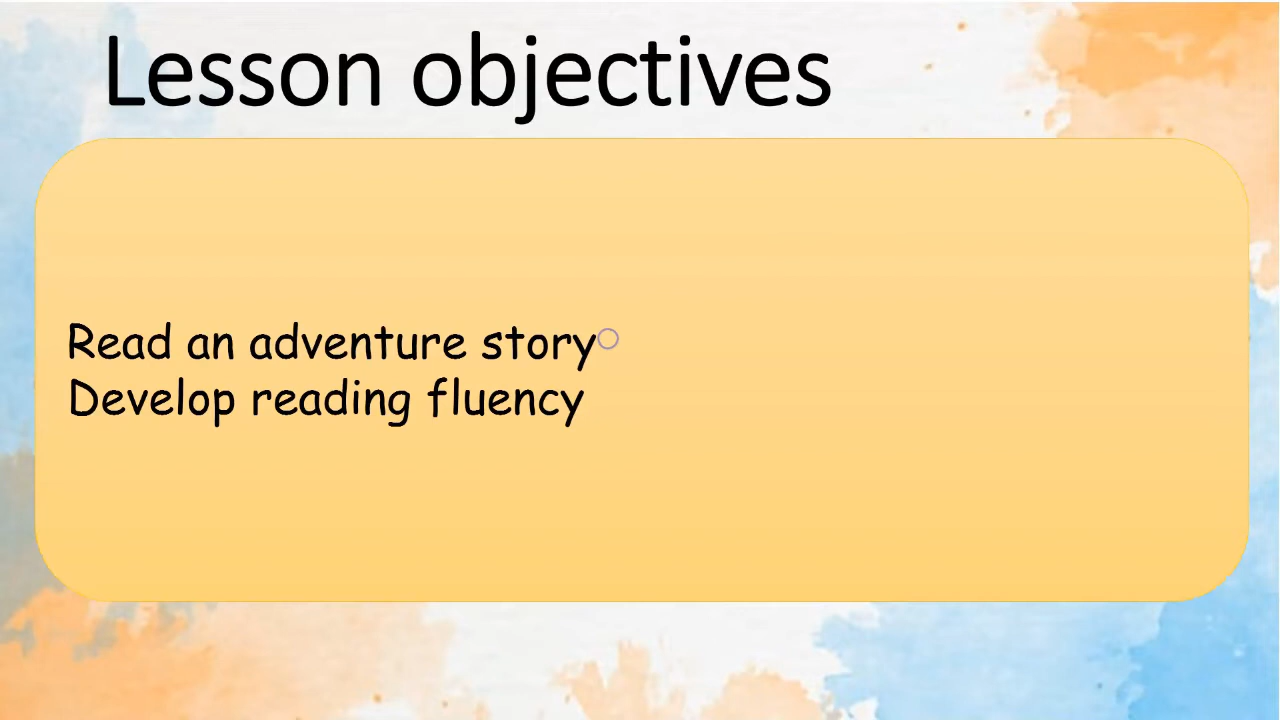 Lesson objectives
Read an adventure story
Develop reading fluency